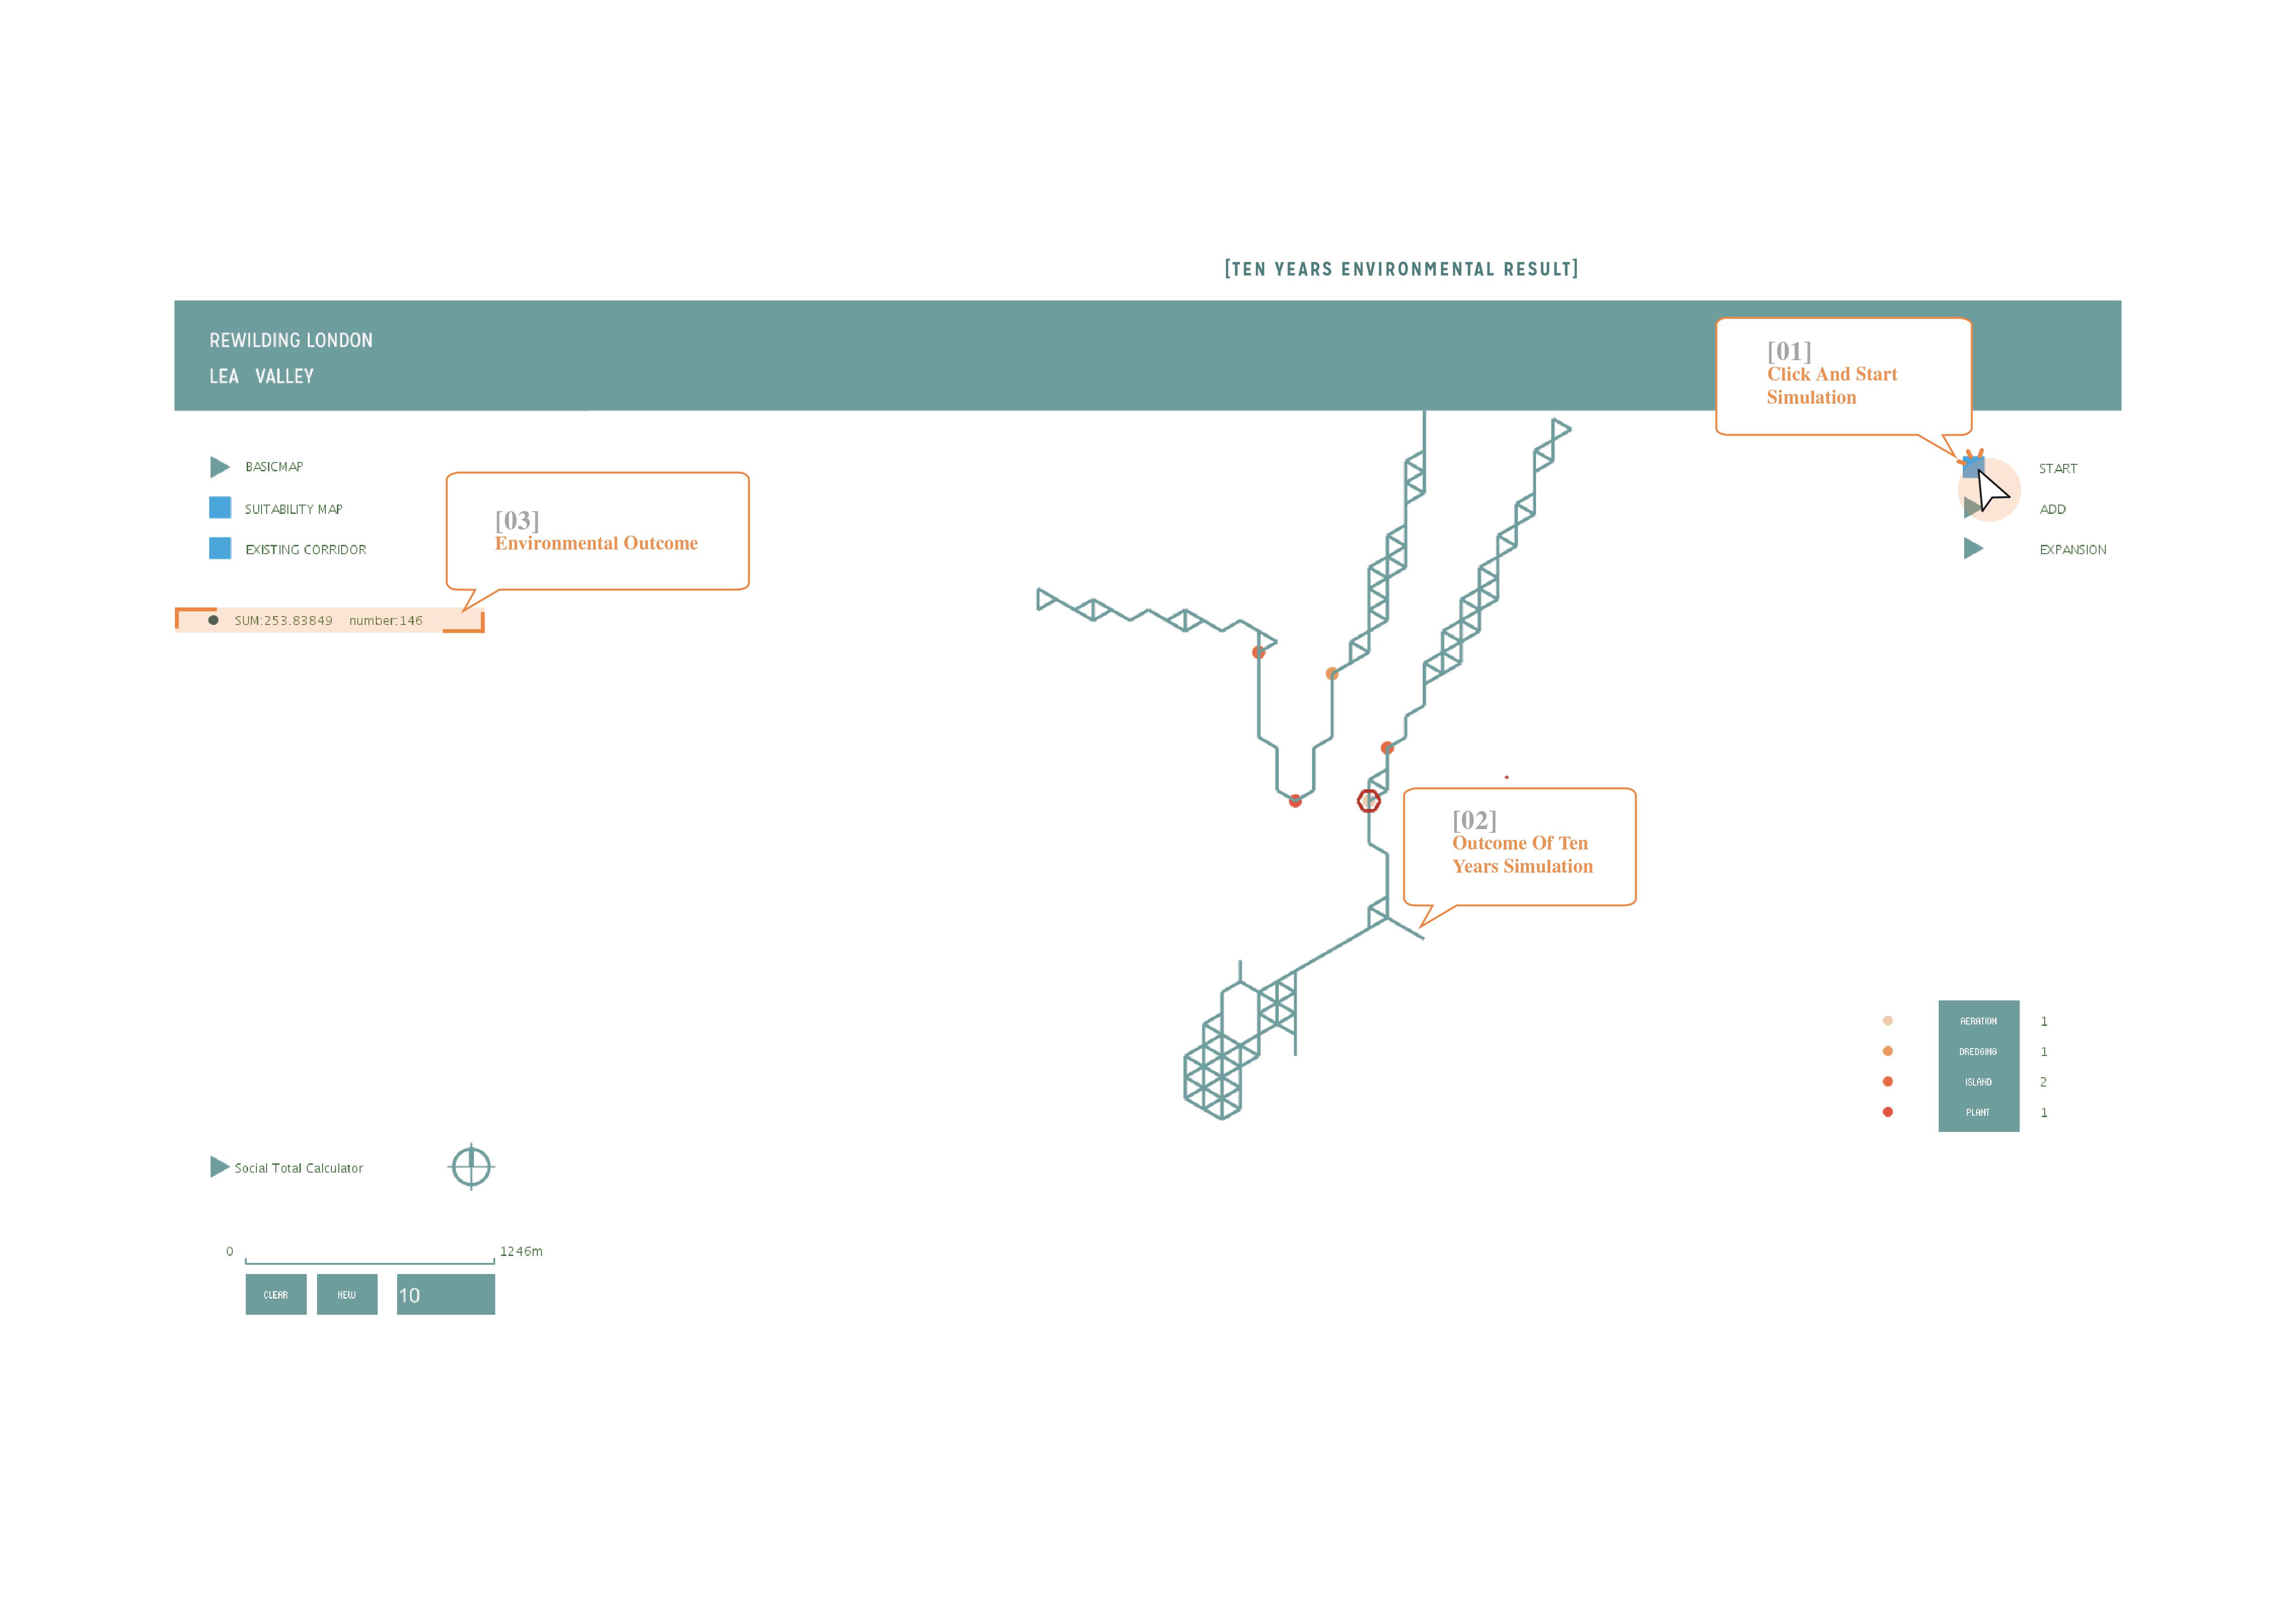 [TEN YEARS ENVIRONMENTAL RESULT]
REWILDING LONDON
LEA VALLEY
[01]
Click And Start
Simulation
BASICMAP
SUITABILITY MAP
EXISTING CORRIDOR
[03]
Environmental Outcome
START
ADD
EXPANSION
SUM:253.83849 number:146
[02]
Outcome Of Ten
Years Simulation
AERATION 1
DREDGING 1
ISLAND 2
PLANT 1
Social Total Calculator
0 1246m
CLEAR NEW 10